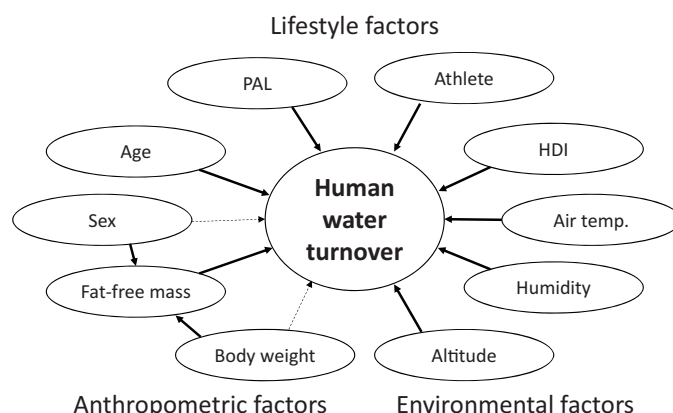 Lifestyle factors
PAL
Athlete
Age
HDI
Human
water
turnover
Sex
Air temp.
Fat-free mass
Humidity
Body weight
Altitude
Anthropometric factors
Environmental factors